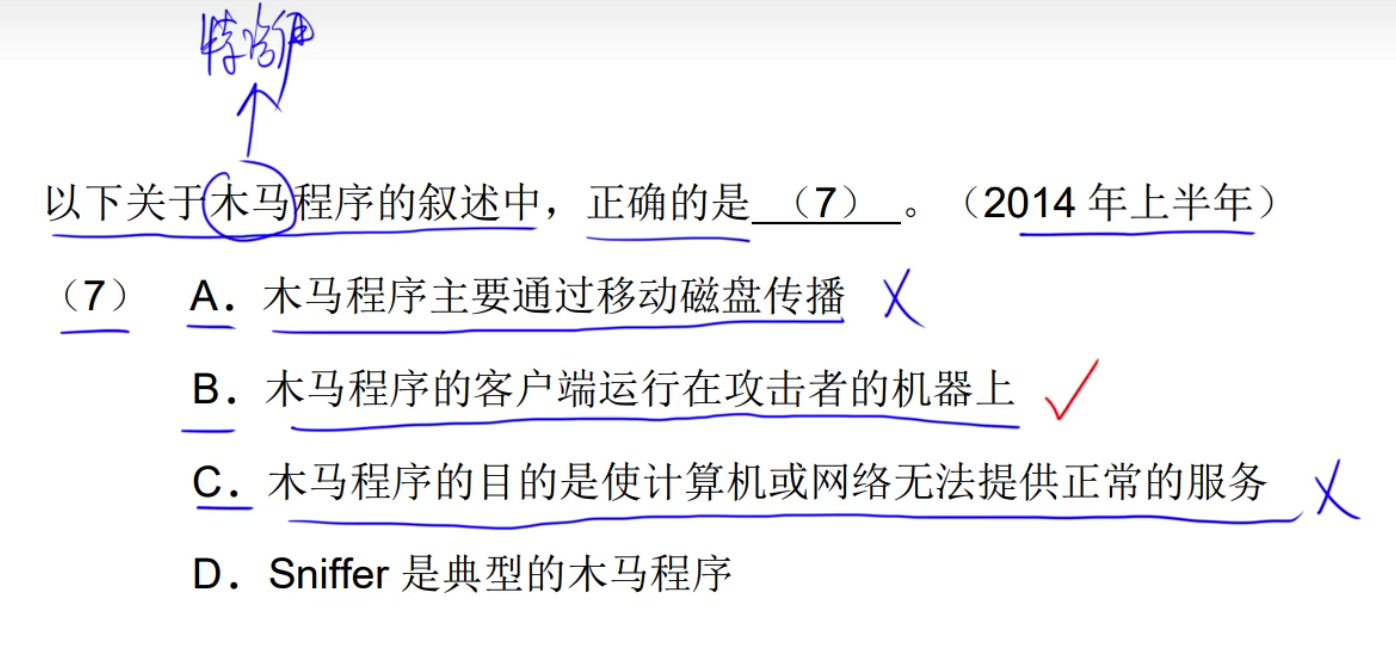 特洛伊
以下关于木马程序的叙述中，正确的是 （7） 。（2014 年上半年）
（7） A．木马程序主要通过移动磁盘传播
B．木马程序的客户端运行在攻击者的机器上
C．木马程序的目的是使计算机或网络无法提供正常的服务
D．Sniffer 是典型的木马程序